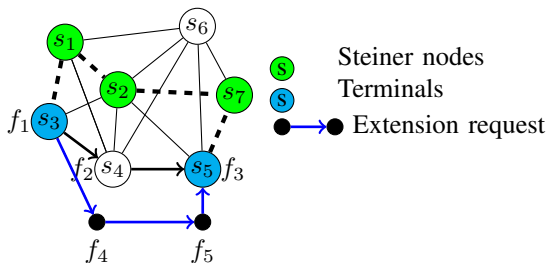 s6
s1
S Steiner nodes
s2
s7
S Terminals
f1 s3
Extension request
f2 s4
s5 f3
f4
f5